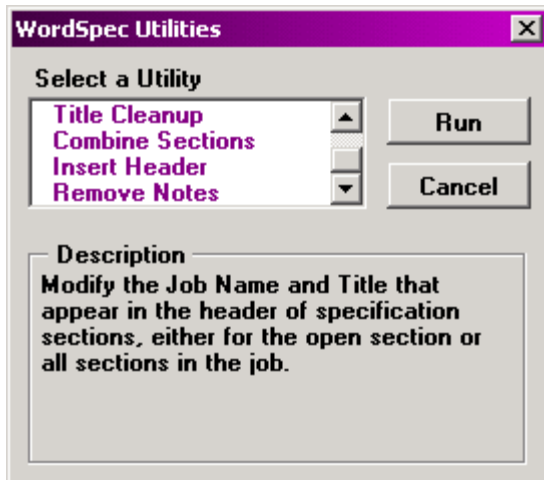 WordSpec Utilities
Select a Utility
Title Cleanup
Combine Sections
Insert Header
Remove Notes
Run
Cancel
Description
Modify the Job Name and Title that
appear in the header of specification
sections, either for the open section or
all sections in the job.